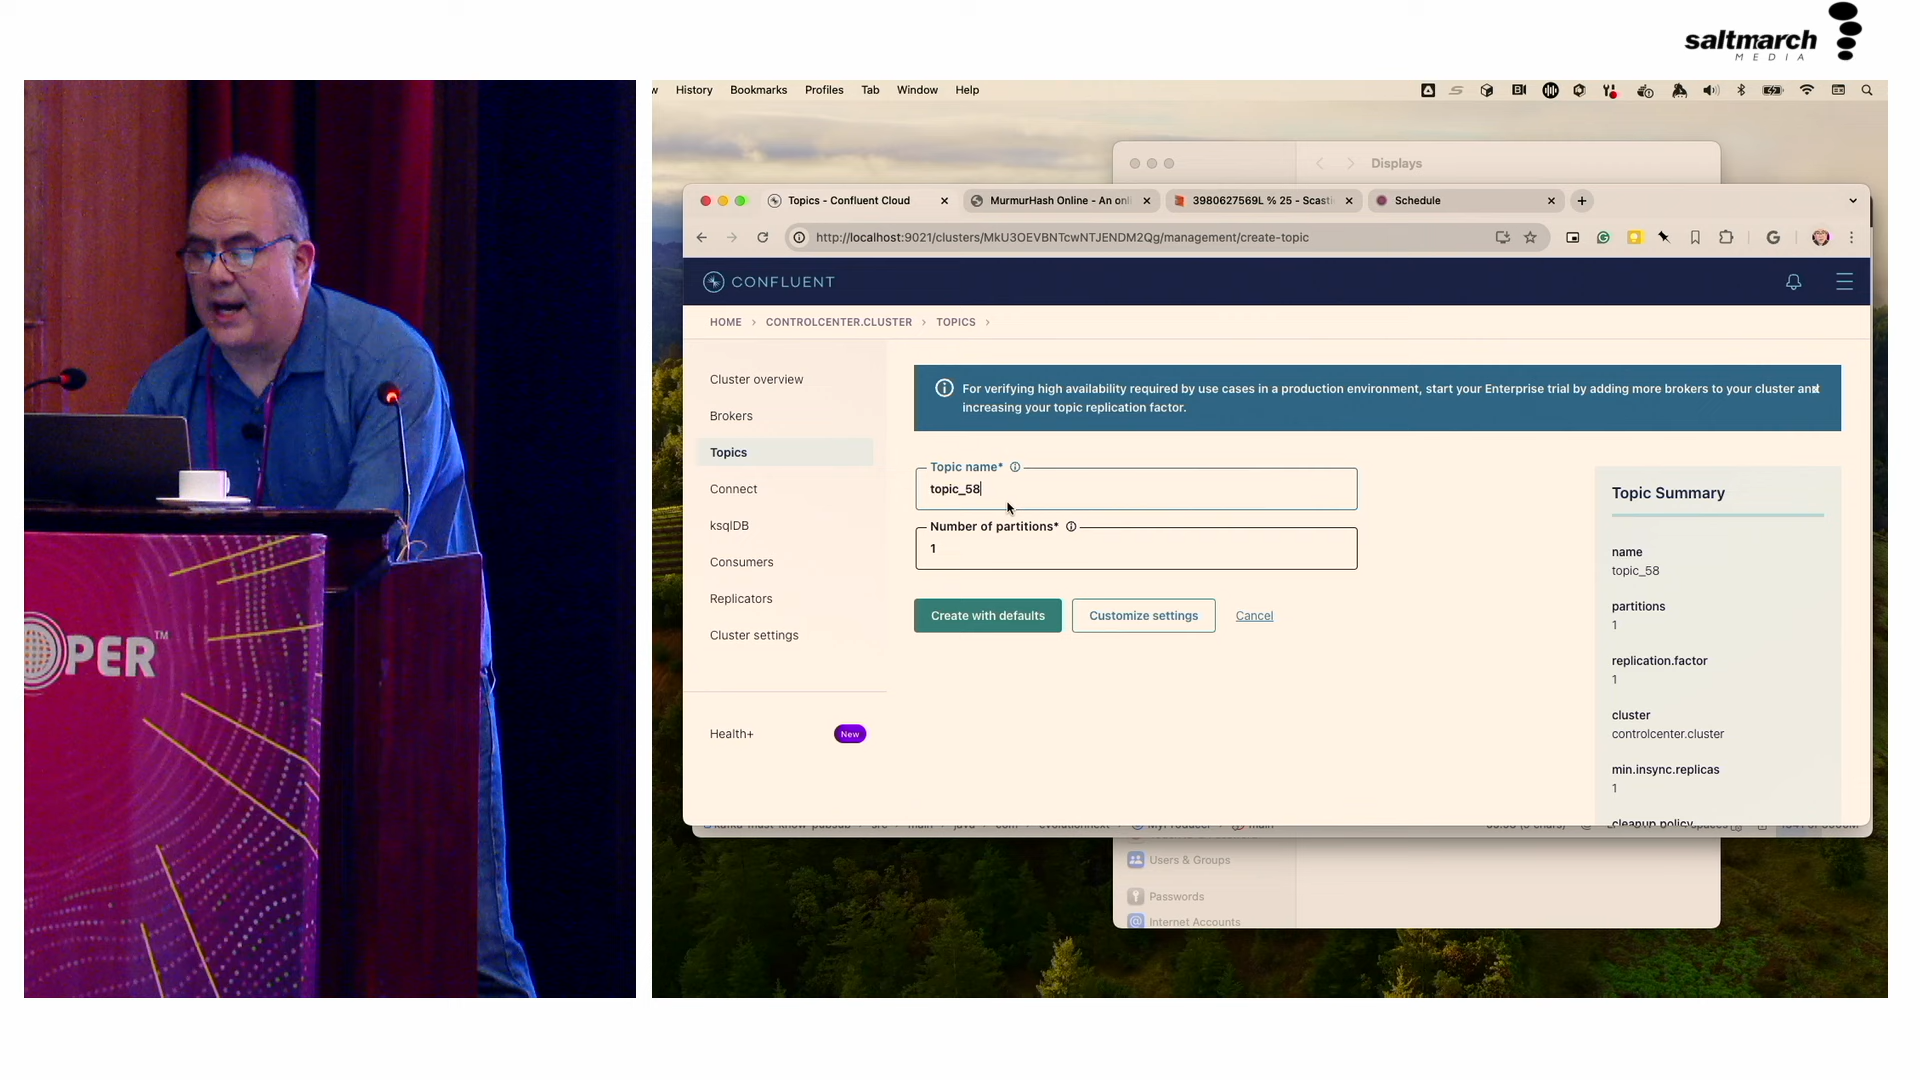 saltmarch
MEDIA
History Bookmarks Profiles Tab Window Help
Displays
Topics - Confluent Cloud
MurmurHash Online - An onl
3980627569L % 25 - Scasti
Schedule
http://localhost:9021/clusters/MkU3OEVBNTcwNTJENDM2Qg/management/create-topic
CONFLUENT
HOME > CONTROLCENTER.CLUSTER > TOPICS >
Cluster overview
Brokers
Topics
Connect
ksqlDB
Consumers
Replicators
Cluster settings
Health+
New
For verifying high availability required by use cases in a production environment, start your Enterprise trial by adding more brokers to your cluster and
increasing your topic replication factor.
Topic name*
topic_58
Number of partitions*
1
Create with defaults
Customize settings
Cancel
Topic Summary
name
topic_58
partitions
1
replication.factor
1
cluster
controlcenter.cluster
min.insync.replicas
1
cleanup.policy
Users & Groups
Passwords
Internet Accounts
PER™